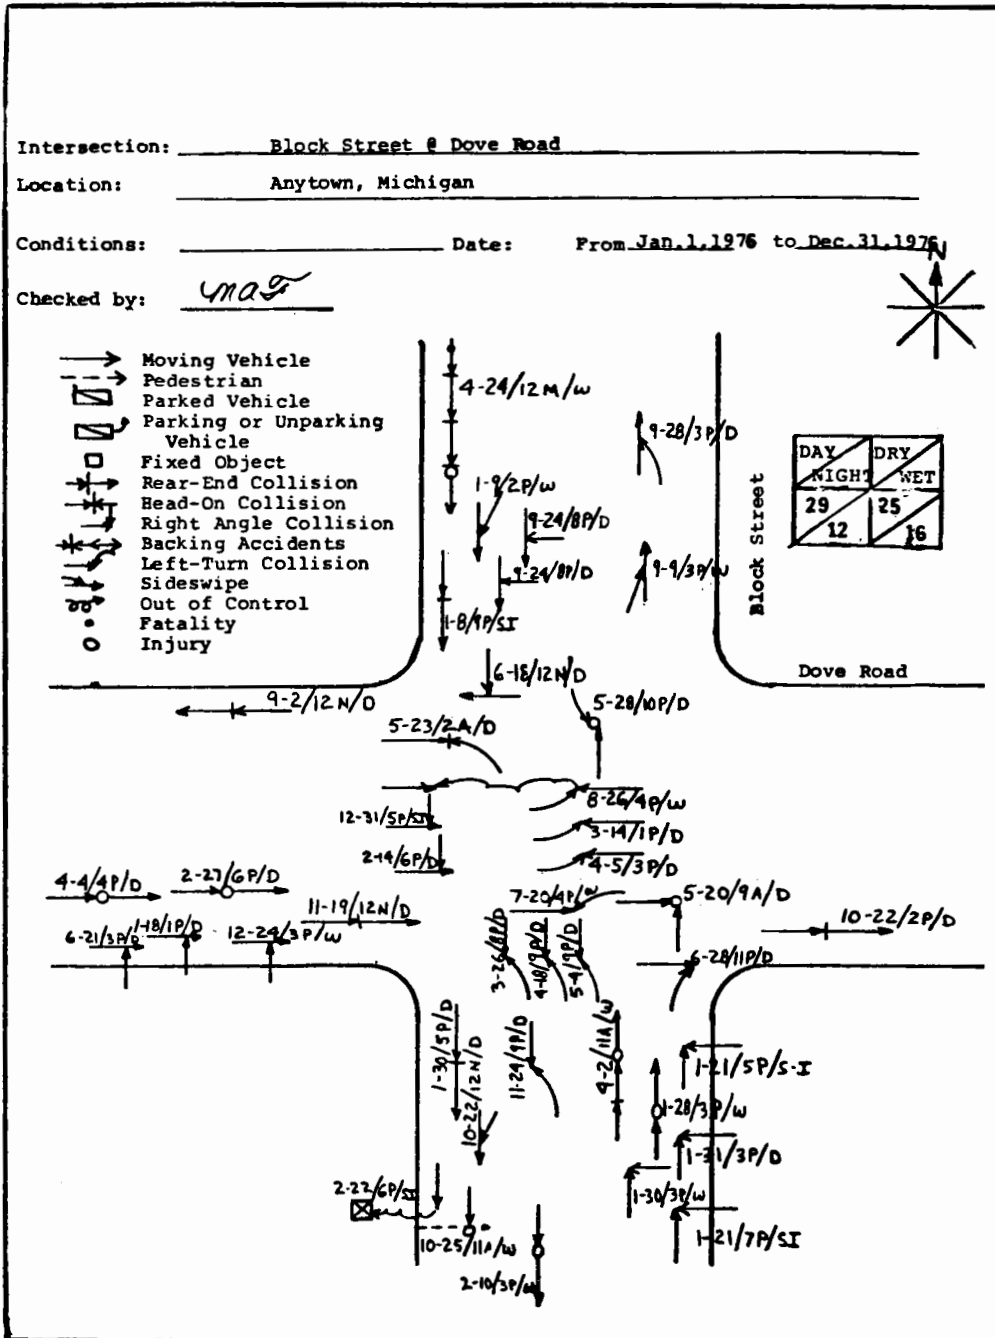 Intersection: Block Street @ Dove Road
Location: Anytown, Michigan
Conditions: Date: From Jan.1,1976 to Dec.31,1976
N
Checked by: MAF
Moving Vehicle
Pedestrian
Parked Vehicle
Parking or Unparking
Vehicle
Fixed Object
Rear-End Collision
Head-On Collision
Right Angle Collision
Backing Accidents
Left-Turn Collision
Sideswipe
Out of Control
Fatality
Injury
4-24/12M/W
9-28/3P/D
1-9/2P/W
9-24/8P/D
9-24/8P/D
9-9/3P/W
1-8/9P/SI
Block Street
DAY NIGHT DRY WET
29 12 25 16
Dove Road
6-18/12N/D
9-2/12N/D
5-28/10P/D
5-23/2A/D
8-26/4P/W
12-31/5P/SI
3-14/1P/D
2-14/6P/D
4-5/3P/D
4-4/4P/D
2-27/6P/D
7-20/4P/W
5-20/9A/D
11-19/12N/D
10-22/2P/D
6-21/3P/D
1-18/1P/D
12-24/3P/W
3-26/8P/D
4-18/9P/D
5-4/9P/D
6-28/11P/D
1-30/5P/D
10-22/12N/D
11-24/9P/D
4-2/11A/W
1-21/5P/S-I
1-28/3P/W
1-31/3P/D
2-22/6P/SI
1-30/3P/W
1-21/7P/SI
10-25/11A/W
2-10/3P/W